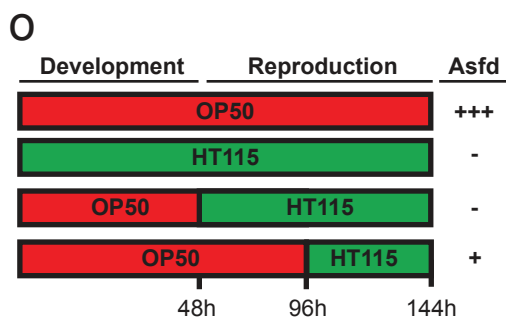 O
Development Reproduction Asfd
OP50 +++
HT115 -
OP50 HT115 -
OP50 HT115 +
48h 96h 144h